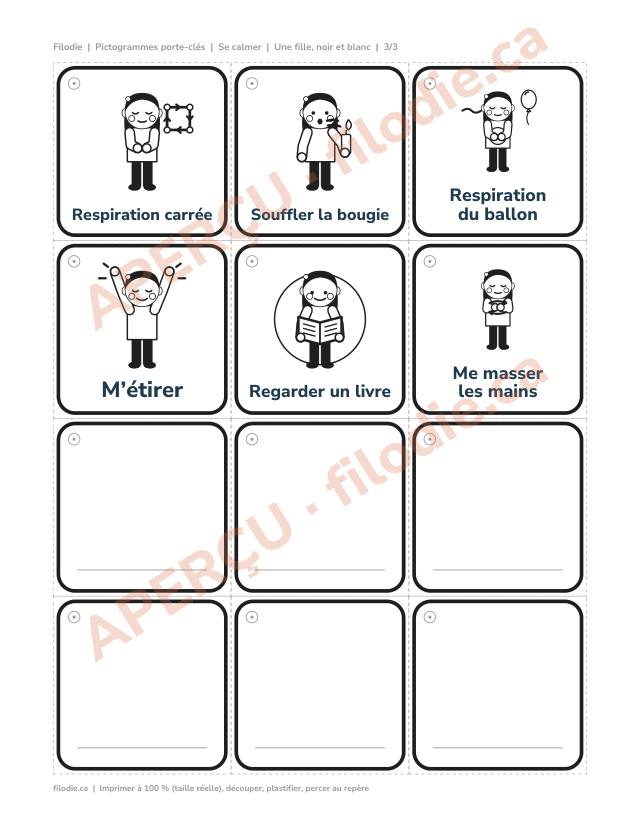 Filodie | Pictogrammes porte-clés | Se calmer | Une fille, noir et blanc | 3/3
Respiration carrée
Souffler la bougie
Respiration
du ballon
M’étirer
Regarder un livre
Me masser
les mains
APERÇU · filodie.ca
APERÇU · filodie.ca
filodie.ca | Imprimer à 100 % (taille réelle), découper, plastifier, percer au repère